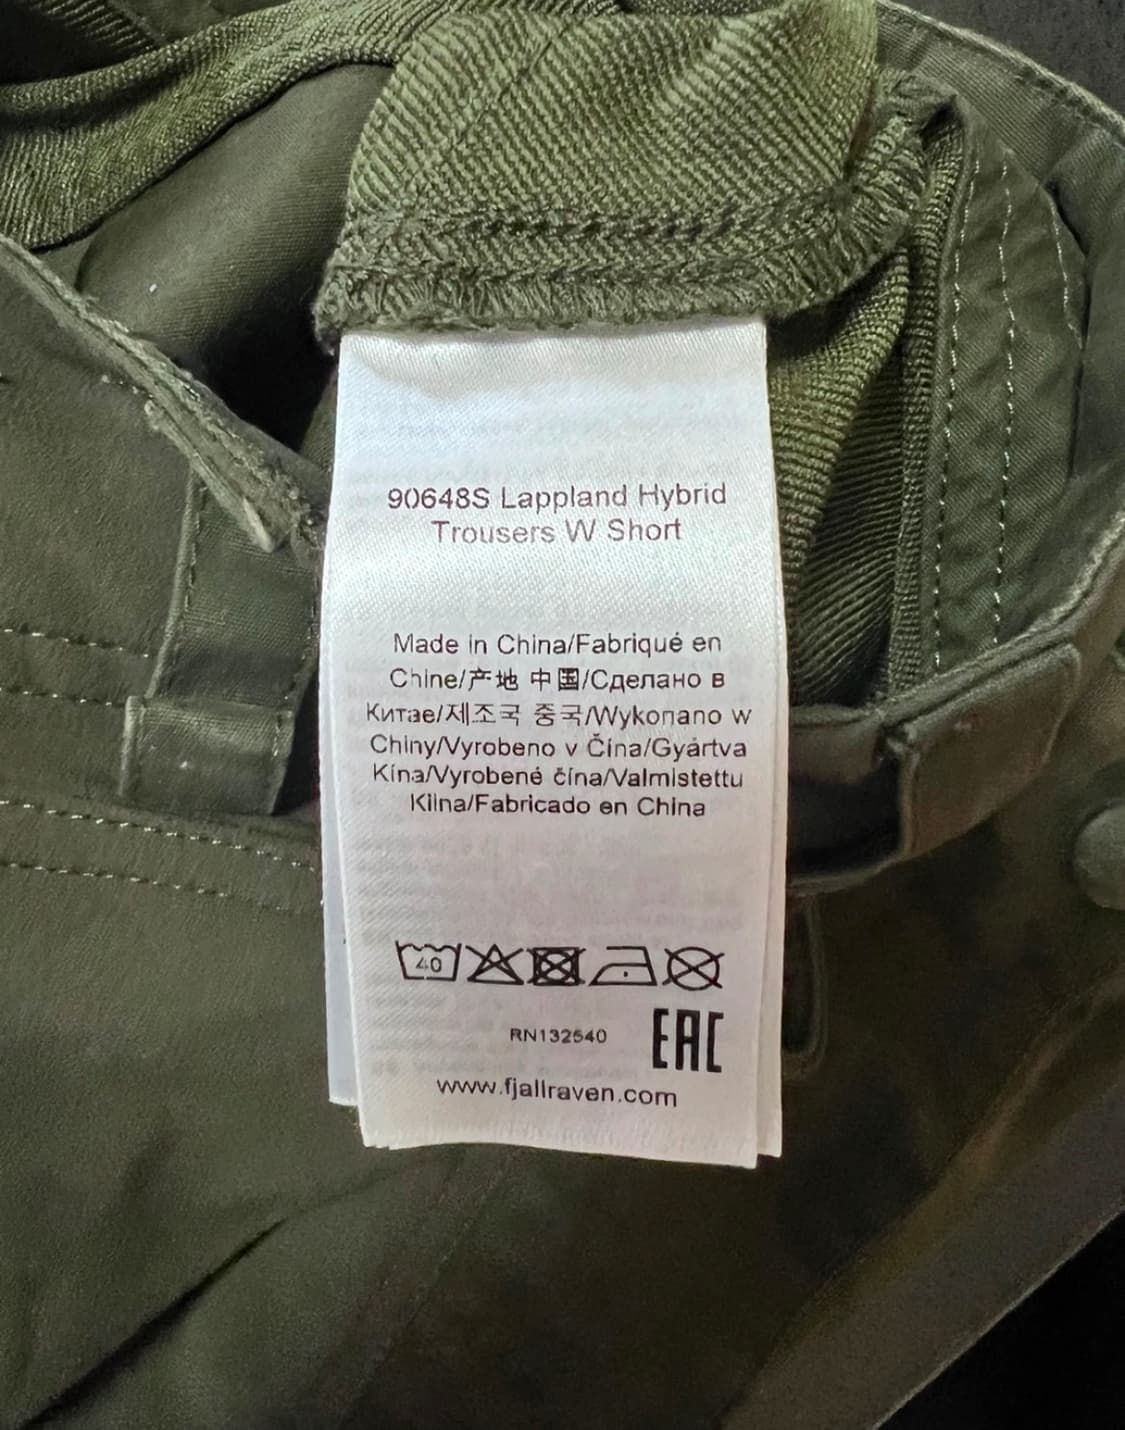 90648S Lappland Hybrid
Trousers W Short
Made in China/Fabriqué en
Chine/产地 中国/Сделано в
Китае/제조국 중국/Wykonano w
Chiny/Vyrobeno v Čína/Gyártva
Kína/Vyrobené čína/Valmistettu
Kiina/Fabricado en China
40
RN132540 EAC
www.fjallraven.com